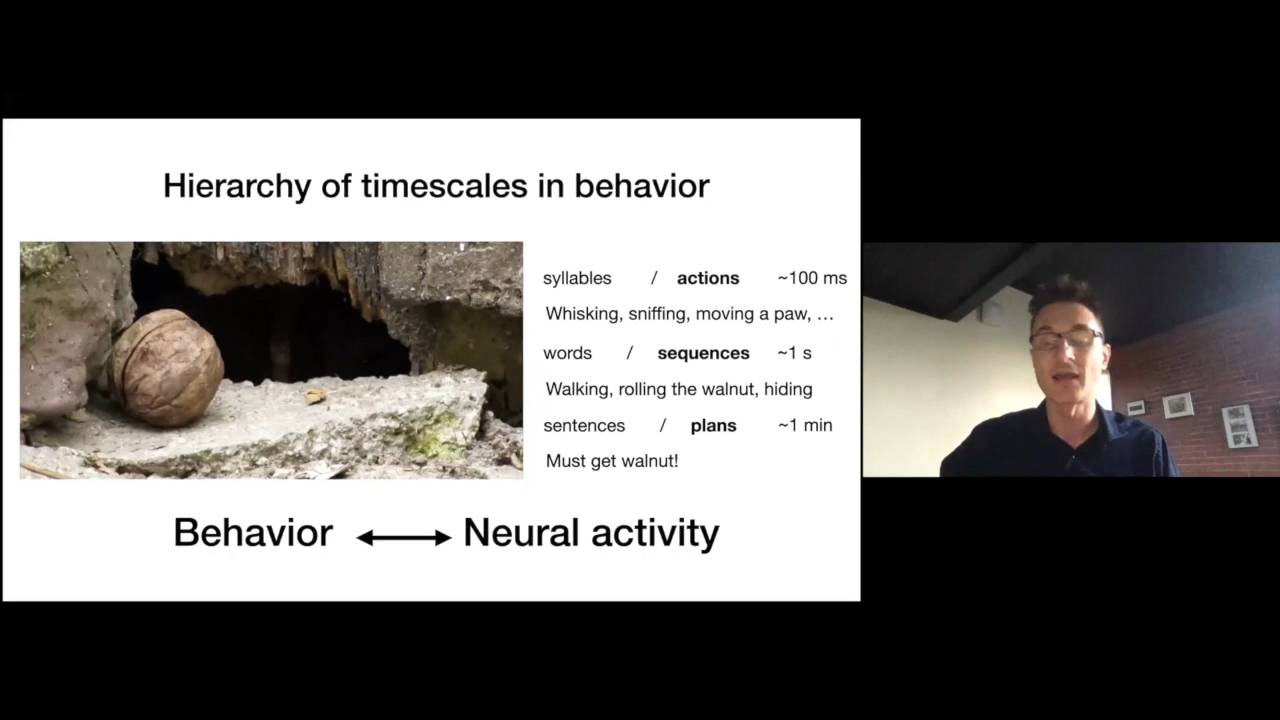 Hierarchy of timescales in behavior
syllables / actions ~100 ms
Whisking, sniffing, moving a paw, …
words / sequences ~1 s
Walking, rolling the walnut, hiding
sentences / plans ~1 min
Must get walnut!
Behavior ⟷ Neural activity